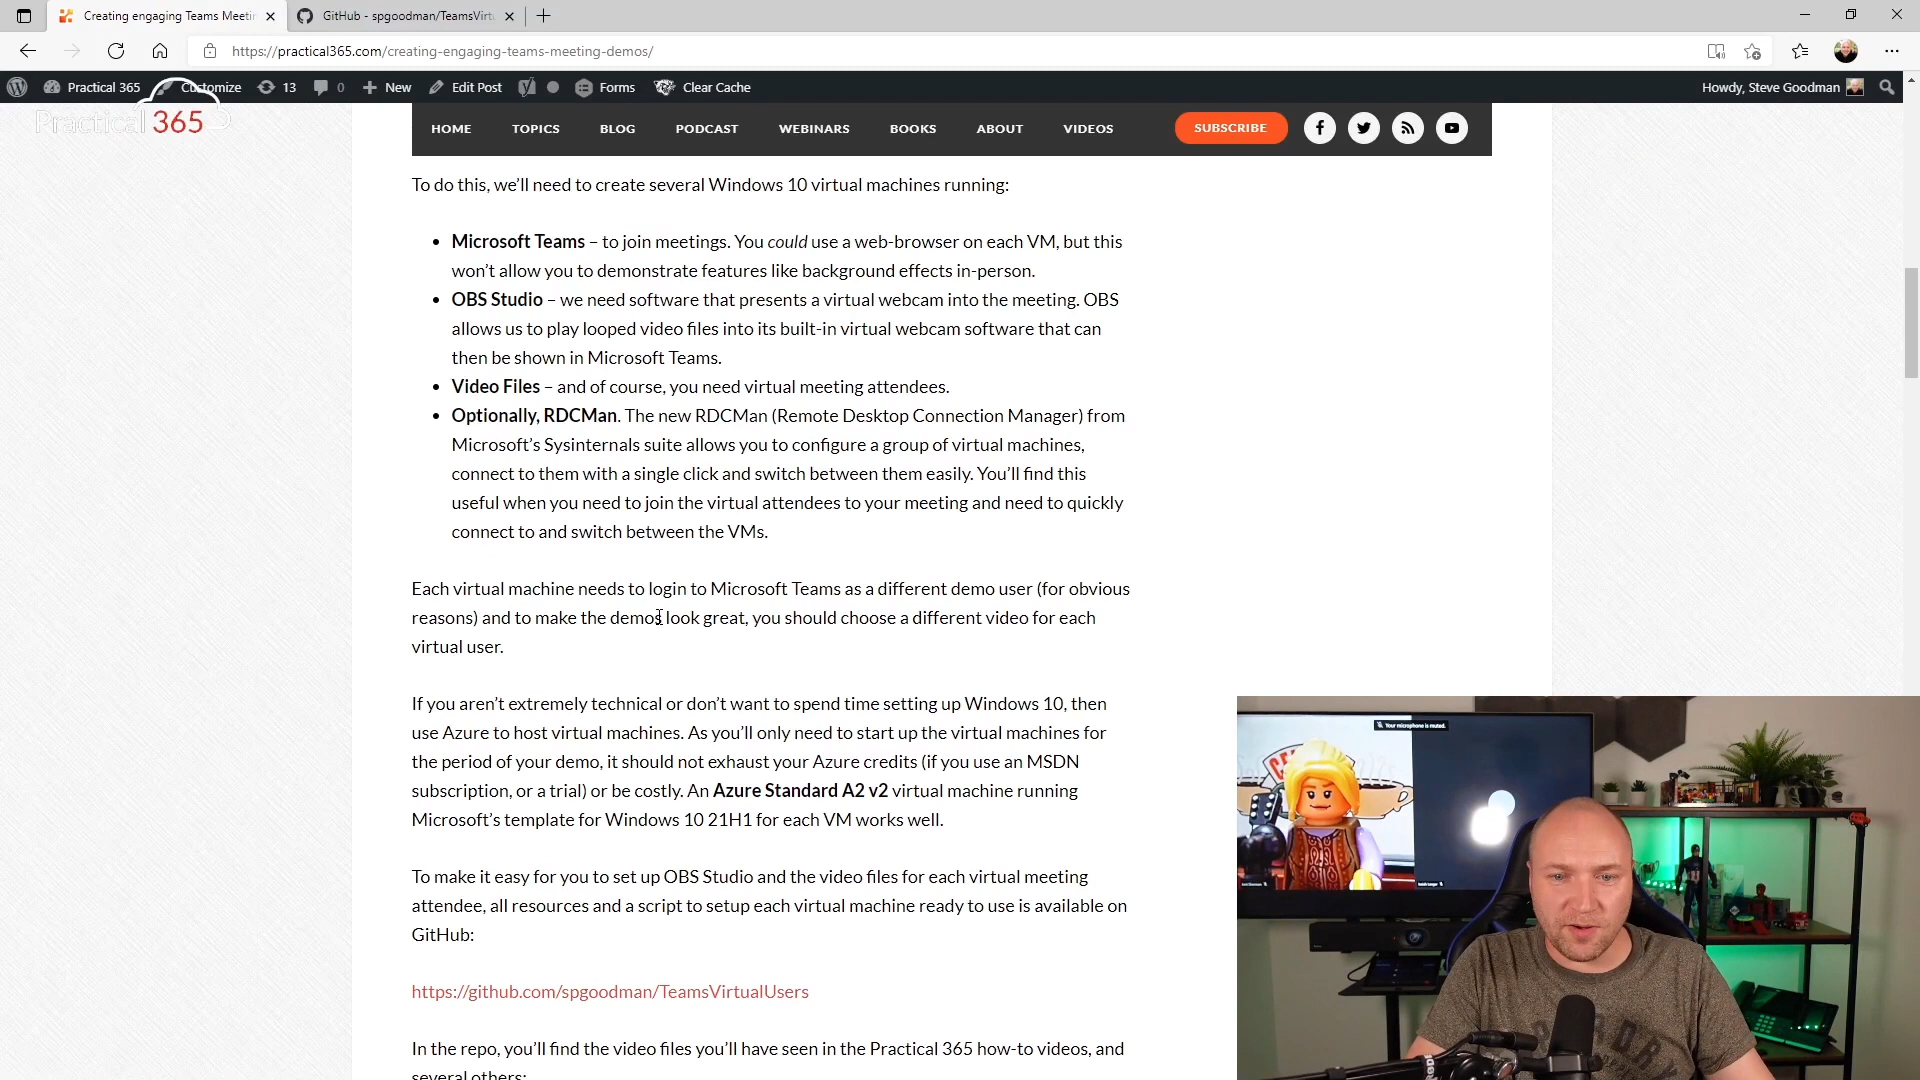 Creating engaging Teams Meetin
GitHub - spgoodman/TeamsVirtu
https://practical365.com/creating-engaging-teams-meeting-demos/
Practical 365
Customize
13
0
New
Edit Post
Forms
Clear Cache
Howdy, Steve Goodman
Practical 365
HOME
TOPICS
BLOG
PODCAST
WEBINARS
BOOKS
ABOUT
VIDEOS
SUBSCRIBE
To do this, we’ll need to create several Windows 10 virtual machines running:
• Microsoft Teams – to join meetings. You could use a web-browser on each VM, but this
won’t allow you to demonstrate features like background effects in-person.
• OBS Studio – we need software that presents a virtual webcam into the meeting. OBS
allows us to play looped video files into its built-in virtual webcam software that can
then be shown in Microsoft Teams.
• Video Files – and of course, you need virtual meeting attendees.
• Optionally, RDCMan. The new RDCMan (Remote Desktop Connection Manager) from
Microsoft’s Sysinternals suite allows you to configure a group of virtual machines,
connect to them with a single click and switch between them easily. You’ll find this
useful when you need to join the virtual attendees to your meeting and need to quickly
connect to and switch between the VMs.
Each virtual machine needs to login to Microsoft Teams as a different demo user (for obvious
reasons) and to make the demos look great, you should choose a different video for each
virtual user.
If you aren’t extremely technical or don’t want to spend time setting up Windows 10, then
use Azure to host virtual machines. As you’ll only need to start up the virtual machines for
the period of your demo, it should not exhaust your Azure credits (if you use an MSDN
subscription, or a trial) or be costly. An Azure Standard A2 v2 virtual machine running
Microsoft’s template for Windows 10 21H1 for each VM works well.
To make it easy for you to set up OBS Studio and the video files for each virtual meeting
attendee, all resources and a script to setup each virtual machine ready to use is available on
GitHub:
https://github.com/spgoodman/TeamsVirtualUsers
In the repo, you’ll find the video files you’ll have seen in the Practical 365 how-to videos, and
several others:
Your microphone is muted.